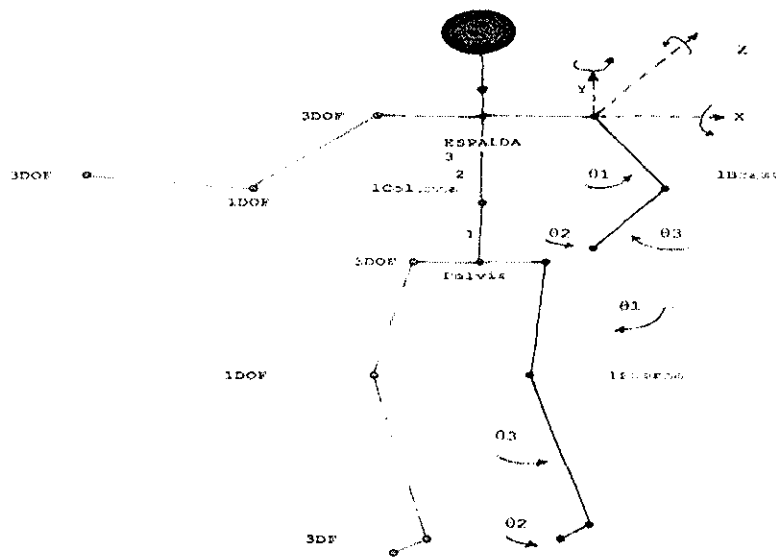 Z
Y
X
3DOF
ESPALDA
3
3DOF
2
θ1
1DOF
1
θ2
θ3
3DOF
Pelvis
θ1
1DOF
θ3
θ2
3DF